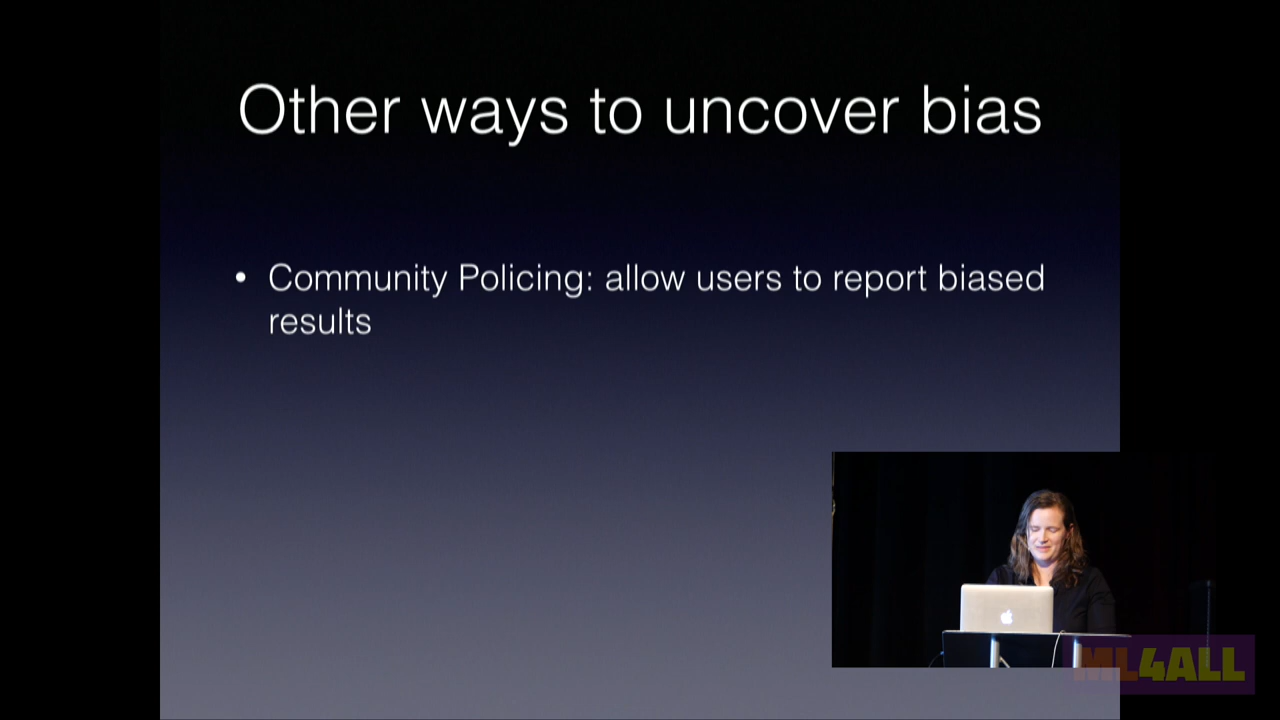 Other ways to uncover bias
• Community Policing: allow users to report biased
results
ML4ALL